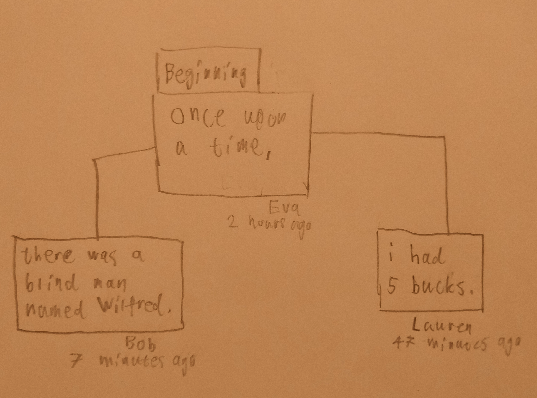 Beginning
Once upon
a time,
Eva
2 hours ago
there was a
blind man
named Wilfred.
Bob
7 minutes ago
i had
5 bucks.
Lauren
47 minutes ago